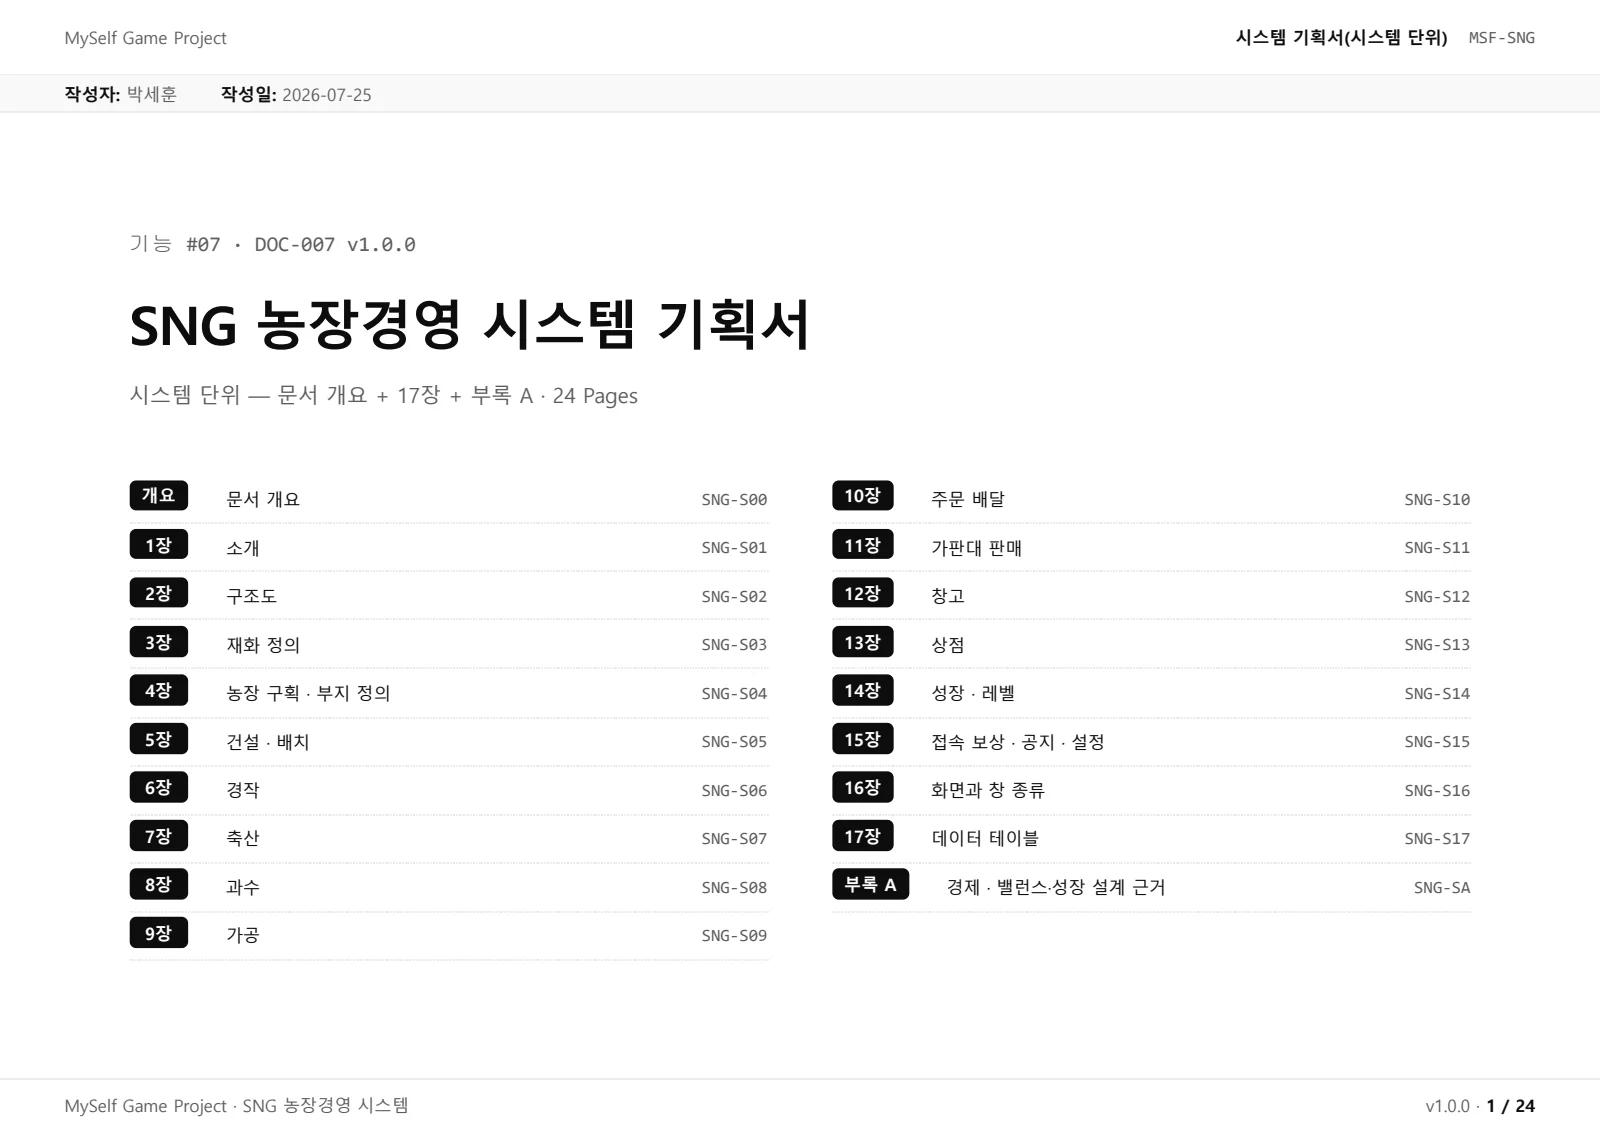 MySelf Game Project
시스템 기획서(시스템 단위) MSF-SNG
작성자: 박세훈 작성일: 2026-07-25
기능 #07 · DOC-007 v1.0.0
SNG 농장경영 시스템 기획서
시스템 단위 — 문서 개요 + 17장 + 부록 A · 24 Pages
개요 문서 개요 SNG-S00
1장 소개 SNG-S01
2장 구조도 SNG-S02
3장 재화 정의 SNG-S03
4장 농장 구획 · 부지 정의 SNG-S04
5장 건설 · 배치 SNG-S05
6장 경작 SNG-S06
7장 축산 SNG-S07
8장 과수 SNG-S08
9장 가공 SNG-S09
10장 주문 배달 SNG-S10
11장 가판대 판매 SNG-S11
12장 창고 SNG-S12
13장 상점 SNG-S13
14장 성장 · 레벨 SNG-S14
15장 접속 보상 · 공지 · 설정 SNG-S15
16장 화면과 창 종류 SNG-S16
17장 데이터 테이블 SNG-S17
부록 A 경제 · 밸런스·성장 설계 근거 SNG-SA
MySelf Game Project · SNG 농장경영 시스템
v1.0.0 · 1 / 24